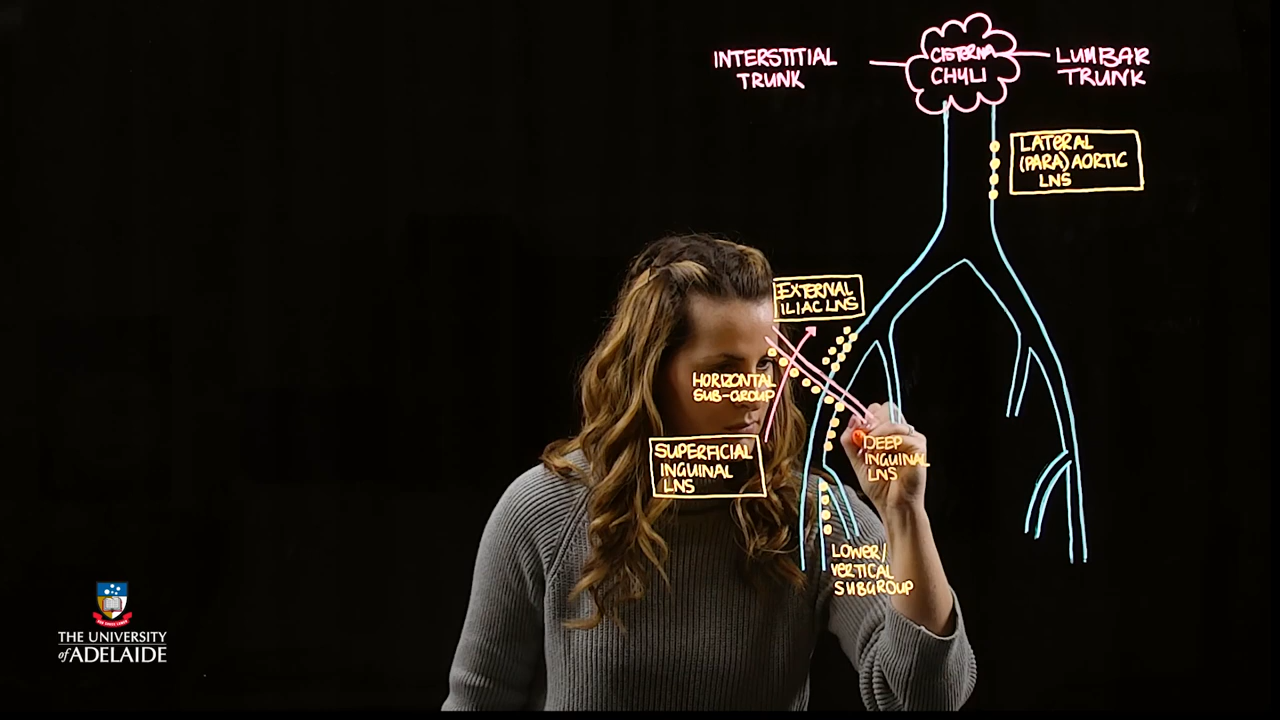 INTERSTITIAL
TRUNK
CISTERNA
CHYLI
LUMBAR
TRUNK
LATERAL
(PARA)AORTIC
LNS
EXTERNAL
ILIAC LNS
HORIZONTAL
SUB-GROUP
SUPERFICIAL
INGUINAL
LNS
DEEP
INGUINAL
LNS
LOWER/
VERTICAL
SUBGROUP
THE UNIVERSITY
of ADELAIDE